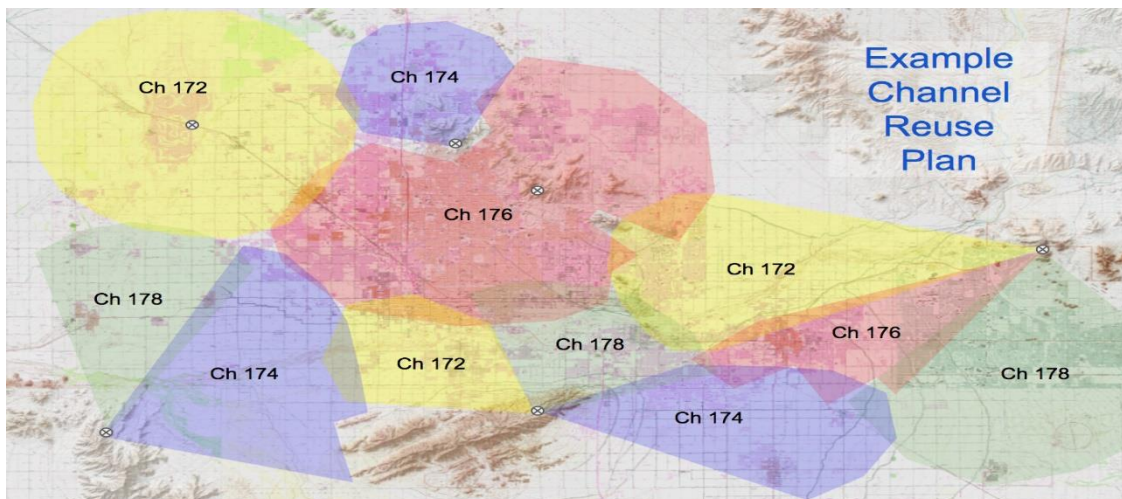 Example
Channel
Reuse
Plan
Ch 172
Ch 174
Ch 176
Ch 172
Ch 178
Ch 176
Ch 178
Ch 172
Ch 174
Ch 178
Ch 174